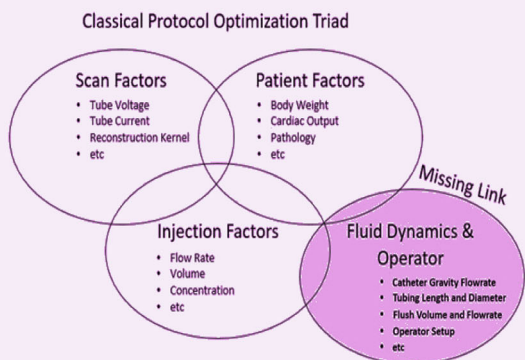 Classical Protocol Optimization Triad
Scan Factors
• Tube Voltage
• Tube Current
• Reconstruction Kernel
• etc
Patient Factors
• Body Weight
• Cardiac Output
• Pathology
• etc
Missing Link
Injection Factors
• Flow Rate
• Volume
• Concentration
• etc
Fluid Dynamics &
Operator
• Catheter Gravity Flowrate
• Tubing Length and Diameter
• Flush Volume and Flowrate
• Operator Setup
• etc